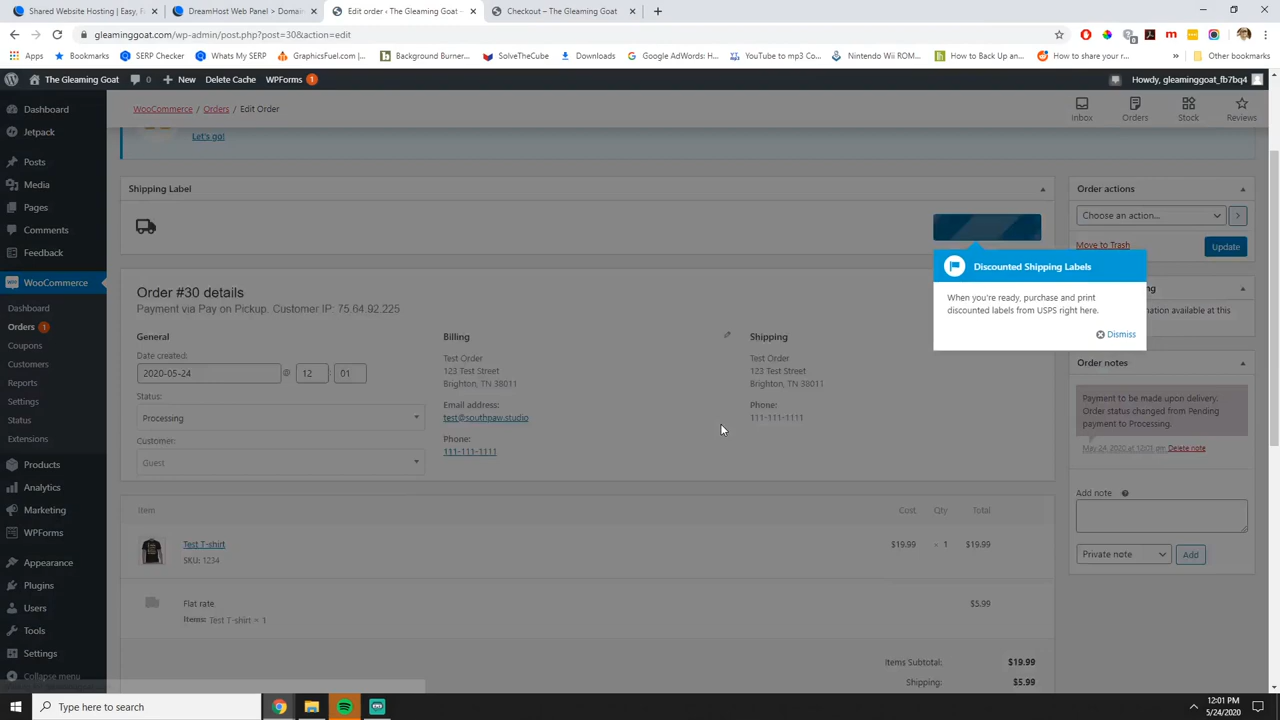 Shared Website Hosting | Easy, F
DreamHost Web Panel > Domain
Edit order ‹ The Gleaming Goat
Checkout – The Gleaming Goat
gleaminggoat.com/wp-admin/post.php?post=30&action=edit
Apps
Bookmarks
SERP Checker
Whats My SERP
GraphicsFuel.com |...
Background Burner...
SolveTheCube
Downloads
Google AdWords: H...
YouTube to mp3 Co...
Nintendo Wii ROM...
How to Back Up an...
How to share your r...
Other bookmarks
The Gleaming Goat
0
New
Delete Cache
WPForms 1
Howdy, gleaminggoat_fb7bq4
Dashboard
Jetpack
Posts
Media
Pages
Comments
Feedback
WooCommerce
Dashboard
Orders 1
Coupons
Customers
Reports
Settings
Status
Extensions
Products
Analytics
Marketing
WPForms
Appearance
Plugins
Users
Tools
Settings
Collapse menu
WooCommerce / Orders / Edit Order
Inbox
Orders
Stock
Reviews
Let's go!
Shipping Label
Order #30 details
Payment via Pay on Pickup. Customer IP: 75.64.92.225
General
Date created:
2020-05-24 @ 12 : 01
Status:
Processing
Customer:
Guest
Billing
Test Order
123 Test Street
Brighton, TN 38011
Email address:
test@southpaw.studio
Phone:
111-111-1111
Shipping
Test Order
123 Test Street
Brighton, TN 38011
Phone:
111-111-1111
Discounted Shipping Labels
When you're ready, purchase and print
discounted labels from USPS right here.
Dismiss
Item
Cost
Qty
Total
Test T-shirt
SKU: 1234
$19.99
× 1
$19.99
Flat rate
Items: Test T-shirt × 1
$5.99
Items Subtotal: $19.99
Shipping: $5.99
Order actions
Choose an action...
Move to Trash
Update
Order notes
Payment to be made upon delivery.
Order status changed from Pending
payment to Processing.
May 24, 2020 at 12:01 pm Delete note
Add note
Private note
Add
Type here to search
12:01 PM
5/24/2020